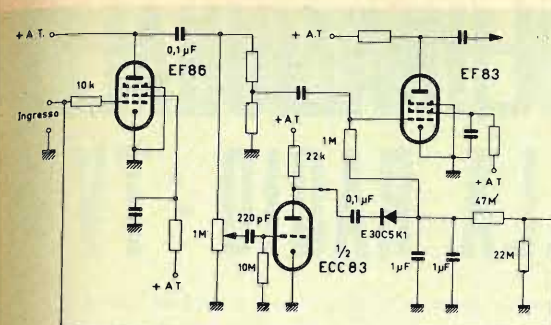 + A.T.
0,1 µF
EF86
10k
Ingresso
+ A.T
EF83
+ AT
22k
1M
0,1 µF
+ AT
47M
220 pF
1M
E30C5K1
½
ECC83
10M
1µF
1µF
22M
+ AT